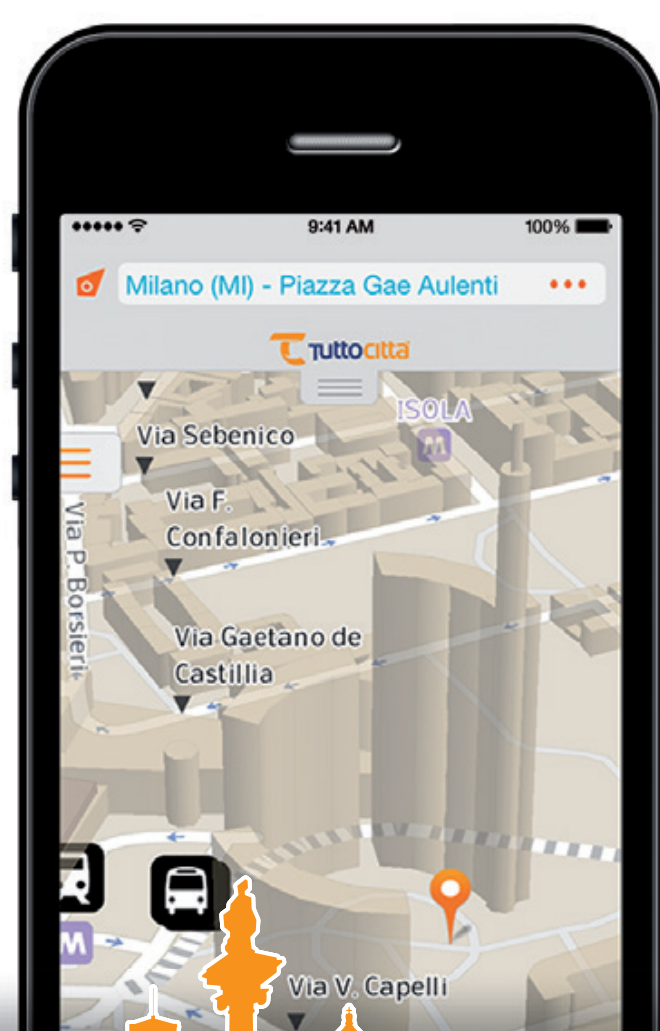 9:41 AM
100%
Milano (MI) - Piazza Gae Aulenti
Tuttocittà
ISOLA
M
Via Sebenico
Via F.
Confalonieri
Via P. Borsieri
Via Gaetano de
Castillia
M
Via V. Capelli